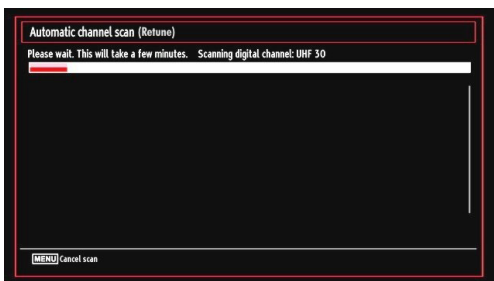 Automatic channel scan (Retune)
Please wait. This will take a few minutes. Scanning digital channel: UHF 30
MENU Cancel scan